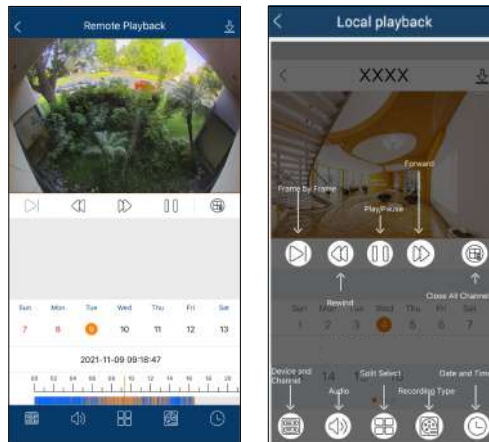 Remote Playback
Sun Mon Tue Wed Thu Fri Sat
7 8 9 10 11 12 13
2021-11-09 09:18:47
Local playback
XXXX
Forward
Frame by Frame
Play/Pause
Rewind
Close All Channel
Sun Mon Tue Wed Thu Fri Sat
1 2 3 4 5 6 7
14
Device and Channel
Split Select
Date and Time
Audio
Recording Type